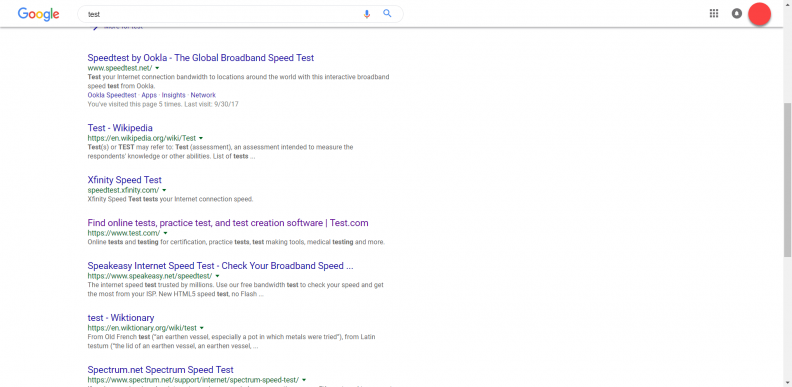 Google
test
Speedtest by Ookla - The Global Broadband Speed Test
www.speedtest.net/
Test your Internet connection bandwidth to locations around the world with this interactive broadband
speed test from Ookla.
Ookla Speedtest · Apps · Insights · Network
You've visited this page 5 times. Last visit: 9/30/17
Test - Wikipedia
https://en.wikipedia.org/wiki/Test
Test(s) or TEST may refer to: Test (assessment), an assessment intended to measure the
respondents' knowledge or other abilities. List of tests ...
Xfinity Speed Test
speedtest.xfinity.com/
Xfinity Speed Test tests your Internet connection speed.
Find online tests, practice test, and test creation software | Test.com
https://www.test.com/
Online tests and testing for certification, practice tests, test making tools, medical testing and more.
Speakeasy Internet Speed Test - Check Your Broadband Speed ...
https://www.speakeasy.net/speedtest/
The internet speed test trusted by millions. Use our free bandwidth test to check your speed and get
the most from your ISP. New HTML5 speed test, no Flash ...
test - Wiktionary
https://en.wiktionary.org/wiki/test
From Old French test ("an earthen vessel, especially a pot in which metals were tried"), from Latin
testum ("the lid of an earthen vessel, an earthen vessel, ...
Spectrum.net Spectrum Speed Test
https://www.spectrum.net/support/internet/spectrum-speed-test/